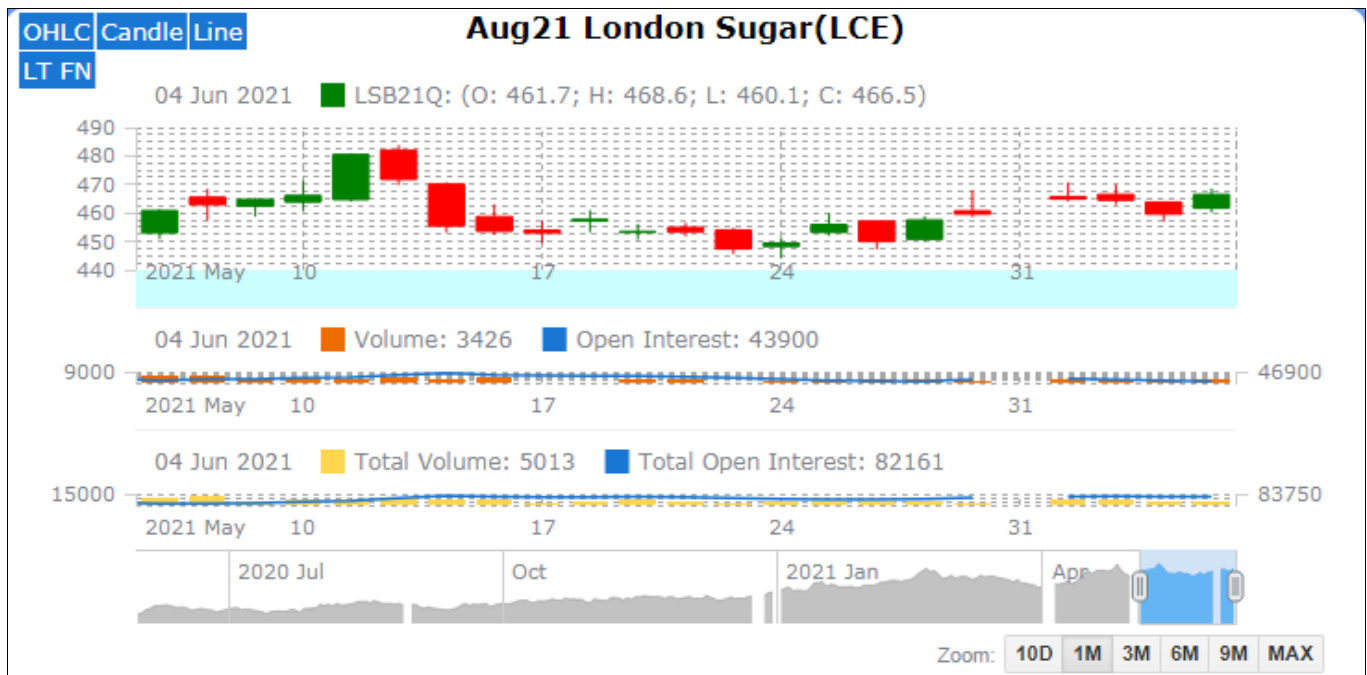 OHLC Candle Line
LT FN
Aug21 London Sugar(LCE)
04 Jun 2021 LSB21Q: (O: 461.7; H: 468.6; L: 460.1; C: 466.5)
490
480
470
460
450
440
2021 May 10 17 24 31
04 Jun 2021 Volume: 3426 Open Interest: 43900
9000 46900
2021 May 10 17 24 31
04 Jun 2021 Total Volume: 5013 Total Open Interest: 82161
15000 83750
2021 May 10 17 24 31
2020 Jul Oct 2021 Jan Apr
Zoom: 10D 1M 3M 6M 9M MAX